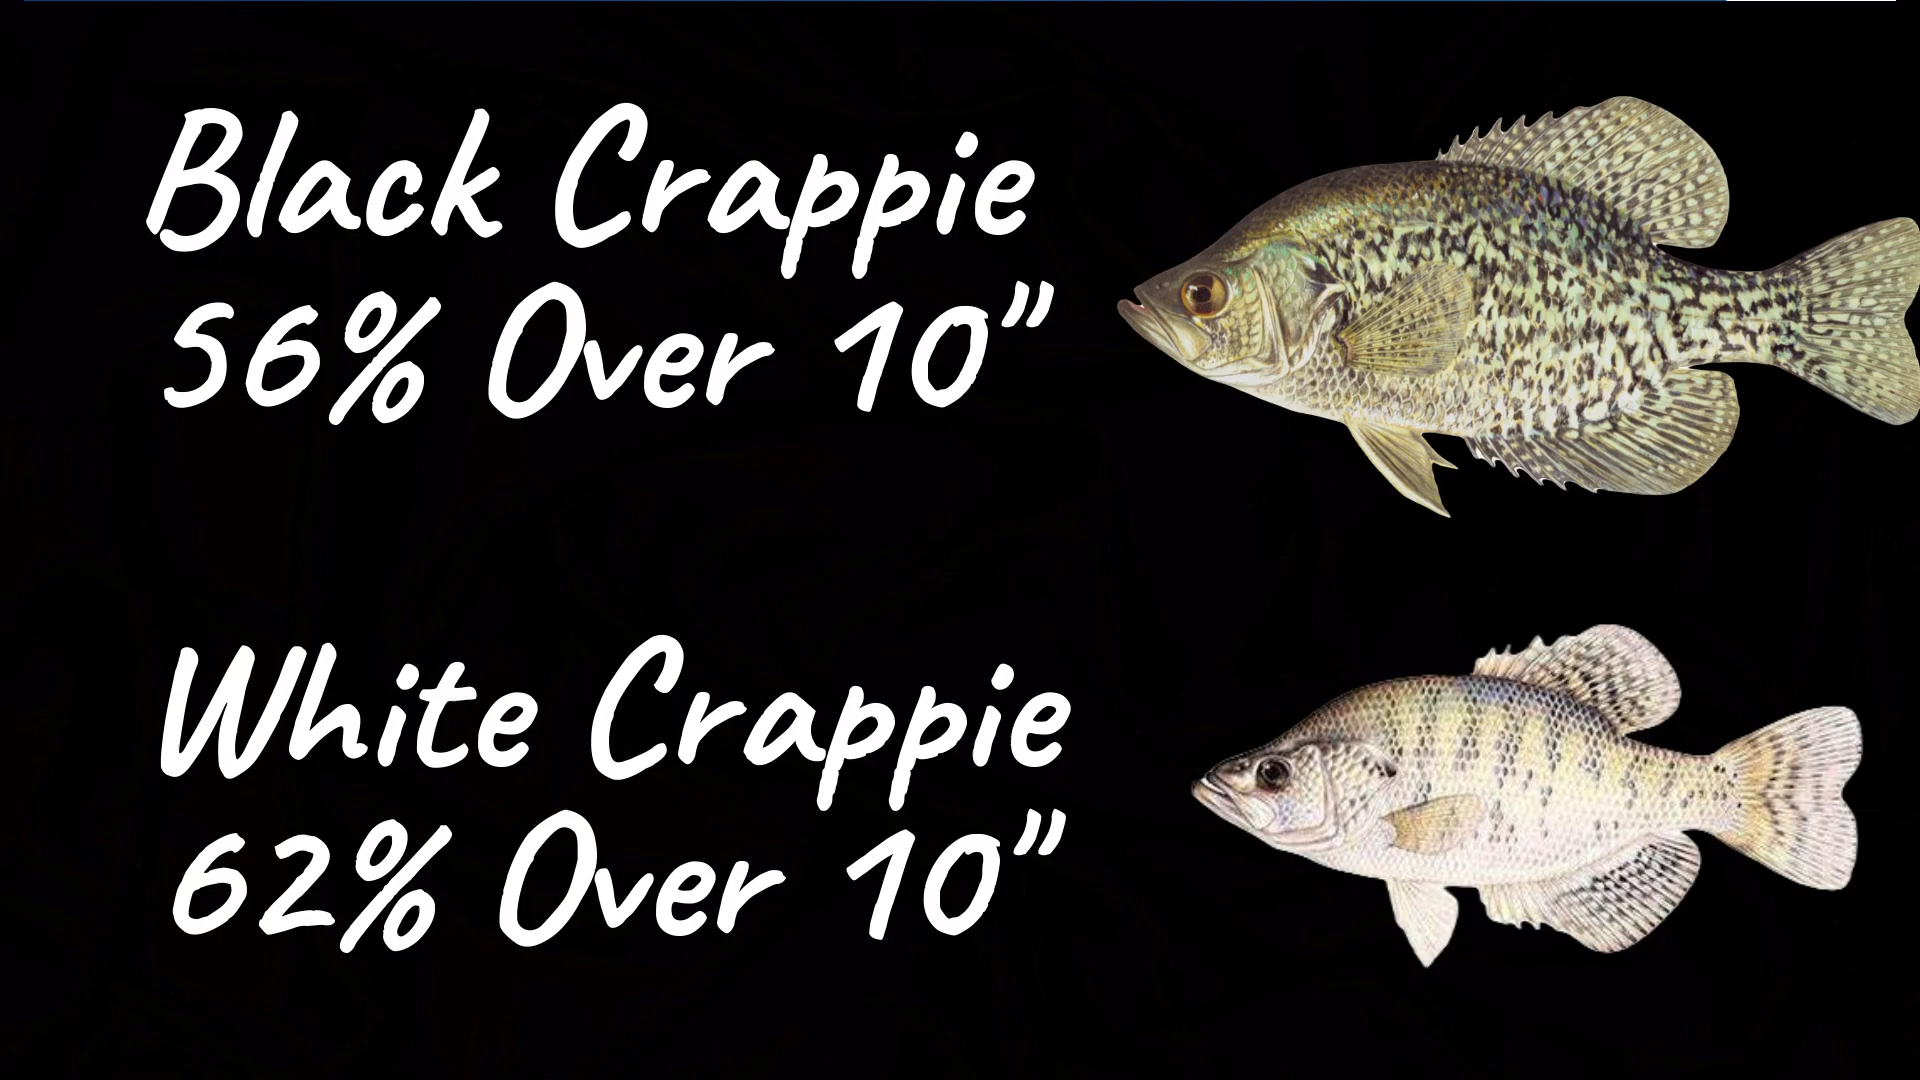 Black Crappie
56% Over 10”
White Crappie
62% Over 10”